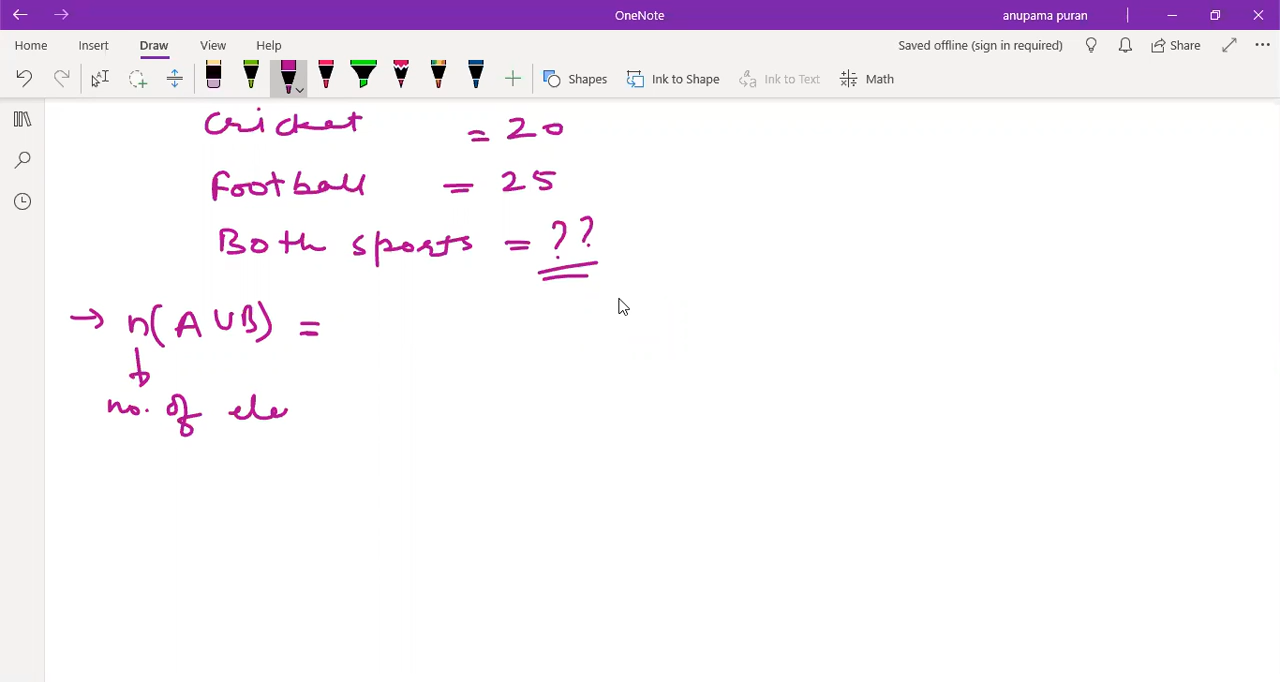 OneNote
anupama puran
Home Insert Draw View Help
Saved offline (sign in required)
Share
Shapes
Ink to Shape
Ink to Text
Math
Cricket = 20
Football = 25
Both sports = ??
→ n(A ∪ B) =
↓
no. of ele